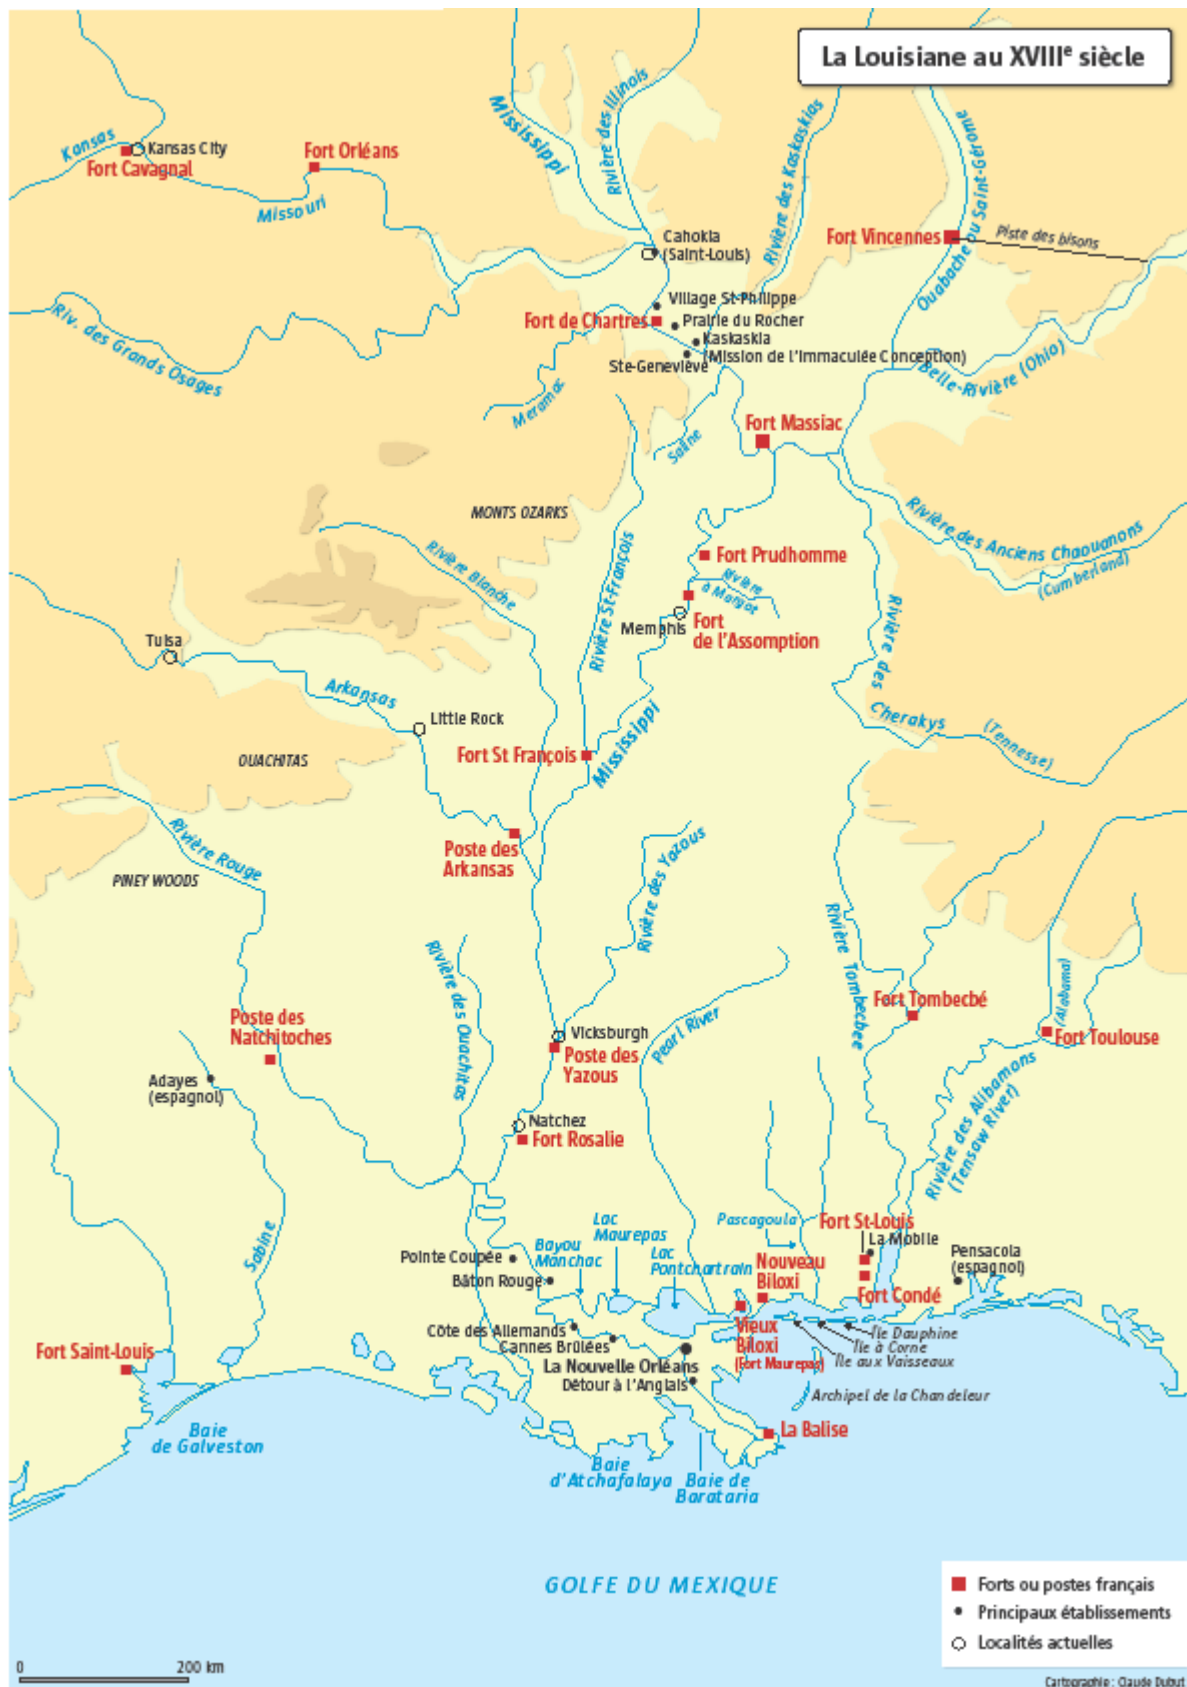 La Louisiane au XVIIIe siècle
Mississippi
Rivière des Illinois
Rivière des Kaskaskias
Ouabache ou Saint-Gérome
Kansas
Kansas City
Fort Cavagnal
Fort Orléans
Missouri
Cahokia
(Saint-Louis)
Fort Vincennes
Piste des bisons
Riv. des Grands Osages
Village St-Philippe
Fort de Chartres
Prairie du Rocher
Kaskaskia
(Mission de l'Immaculée Conception)
Ste-Geneviève
Belle-Rivière (Ohio)
Meramac
Saline
Fort Massiac
MONTS OZARKS
Rivière Blanche
Rivière St-François
Fort Prudhomme
Rivière
à Margot
Rivière des Anciens Chaouanons
(Cumberland)
Memphis
Fort
de l'Assomption
Rivière des
Cherakys
(Tennesse)
Tulsa
Arkansas
Little Rock
OUACHITAS
Fort St François
Mississippi
Rivière Rouge
PINEY WOODS
Poste des
Arkansas
Rivière des Yazous
Rivière des Ouachitas
Rivière Tombecbee
Fort Tombecbé
(Alabama)
Fort Toulouse
Poste des
Natchitoches
Adayes
(espagnol)
Vicksburgh
Poste des
Yazous
Pearl River
Natchez
Fort Rosalie
Rivière des Alibamons
(Tensaw River)
Sabine
Pointe Coupée
Bâton Rouge
Bayou
Manchac
Lac
Maurepas
Lac
Pontchartrain
Pascagoula
Fort St-Louis
La Mobile
Nouveau
Biloxi
Fort Condé
Pensacola
(espagnol)
Côte des Allemands
Cannes Brûlées
Vieux
Biloxi
(Fort Maurepas)
Île Dauphine
Île à Corne
Île aux Vaisseaux
La Nouvelle Orléans
Détour à l'Anglais
Archipel de la Chandeleur
Fort Saint-Louis
La Balise
Baie
de Galveston
Baie
d'Atchafalaya
Baie de
Barataria
GOLFE DU MEXIQUE
Forts ou postes français
Principaux établissements
Localités actuelles
0 200 km
Cartographie : Claude Dubut